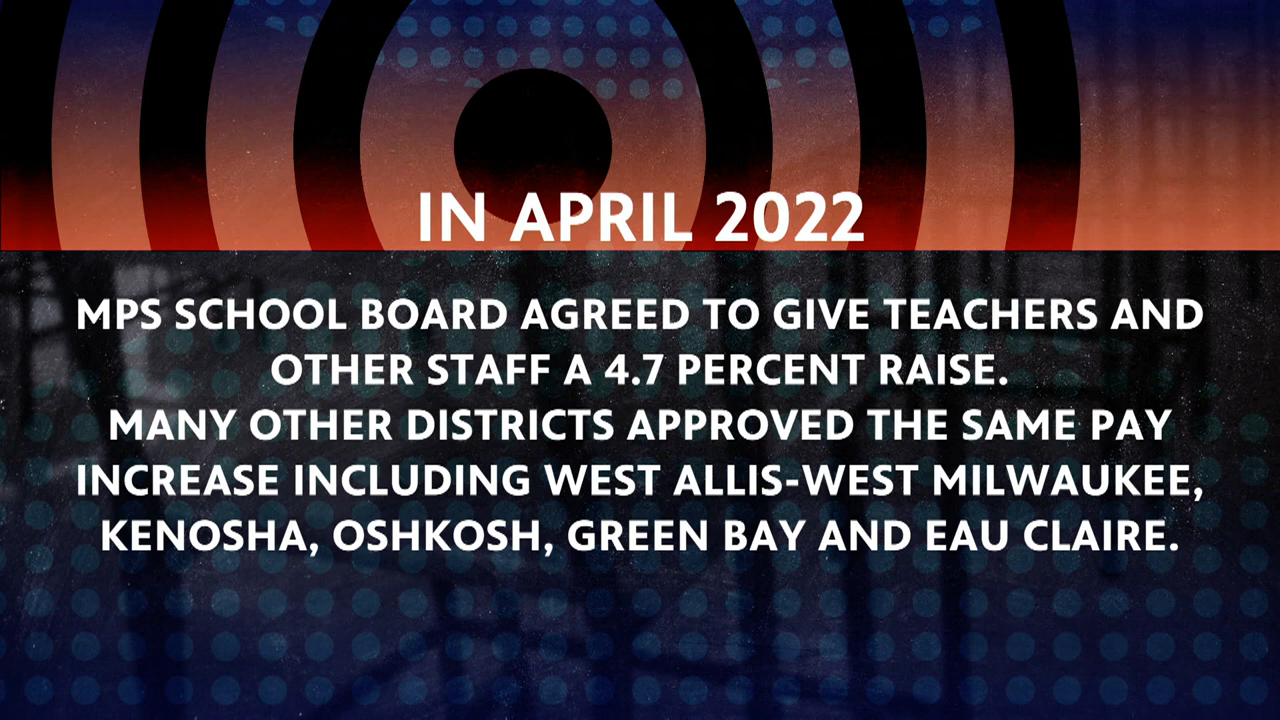 IN APRIL 2022
MPS SCHOOL BOARD AGREED TO GIVE TEACHERS AND
OTHER STAFF A 4.7 PERCENT RAISE.
MANY OTHER DISTRICTS APPROVED THE SAME PAY
INCREASE INCLUDING WEST ALLIS-WEST MILWAUKEE,
KENOSHA, OSHKOSH, GREEN BAY AND EAU CLAIRE.